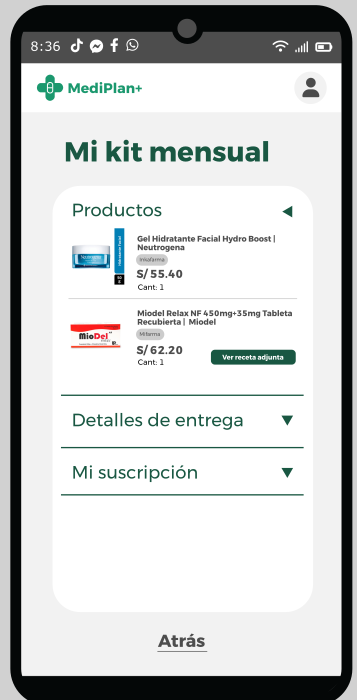 8:36
MediPlan+
Mi kit mensual
Productos
Gel Hidratante Facial Hydro Boost |
Neutrogena
Inkafarma
S/ 55.40
Cant: 1
Miodel Relax NF 450mg+35mg Tableta
Recubierta | Miodel
MioDel
Mifarma
S/ 62.20
Cant: 1
Ver receta adjunta
Detalles de entrega
Mi suscripción
Atrás